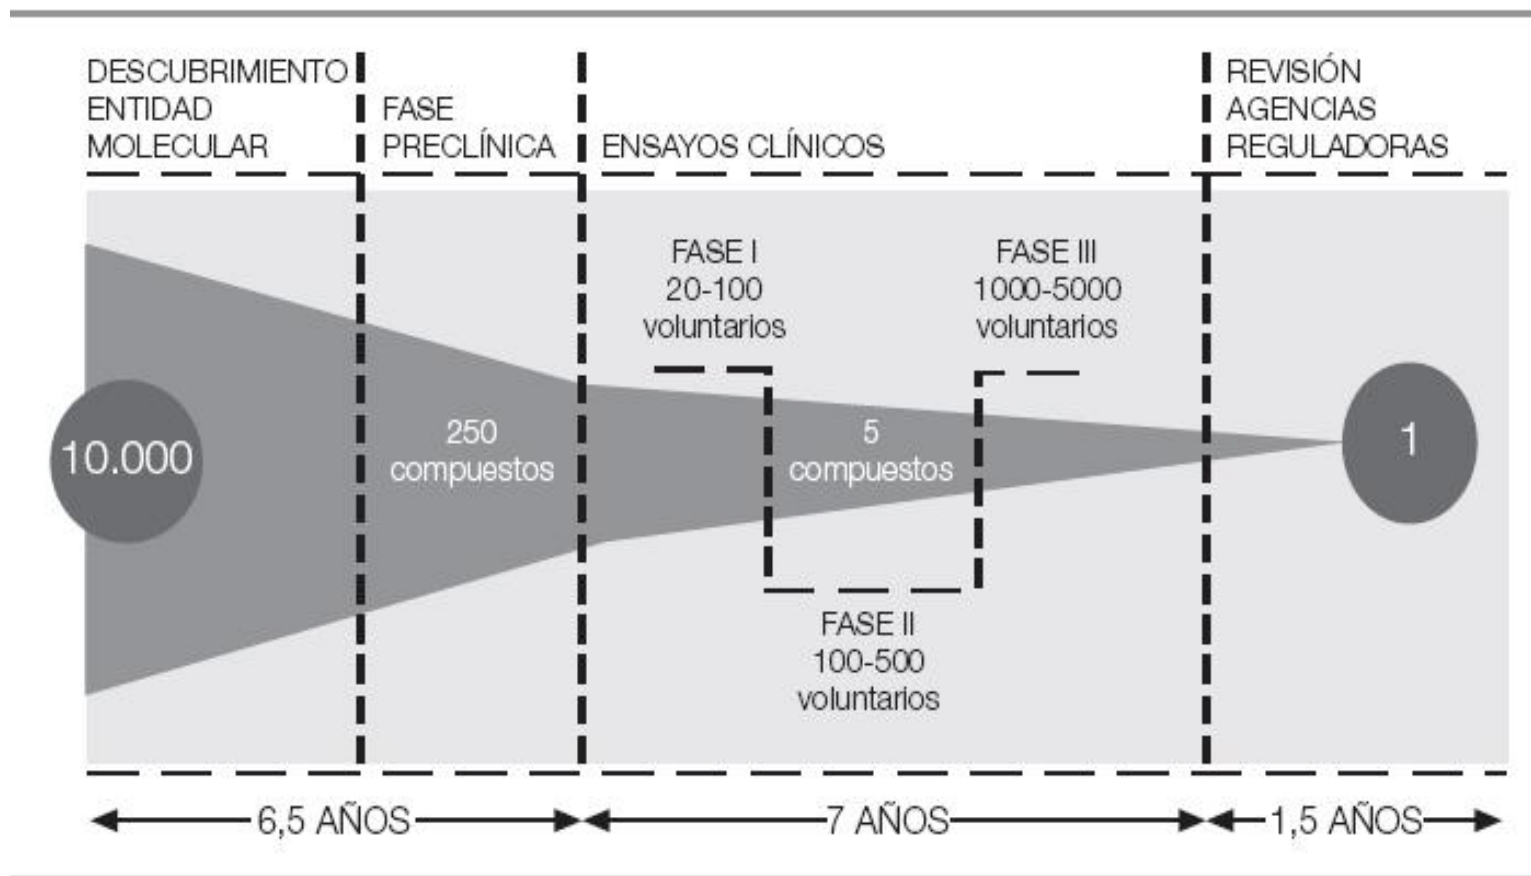 DESCUBRIMIENTO
ENTIDAD
MOLECULAR
FASE
PRECLÍNICA
ENSAYOS CLÍNICOS
REVISIÓN
AGENCIAS
REGULADORAS
FASE I
20-100
voluntarios
FASE III
1000-5000
voluntarios
10.000
250
compuestos
5
compuestos
1
FASE II
100-500
voluntarios
6,5 AÑOS
7 AÑOS
1,5 AÑOS